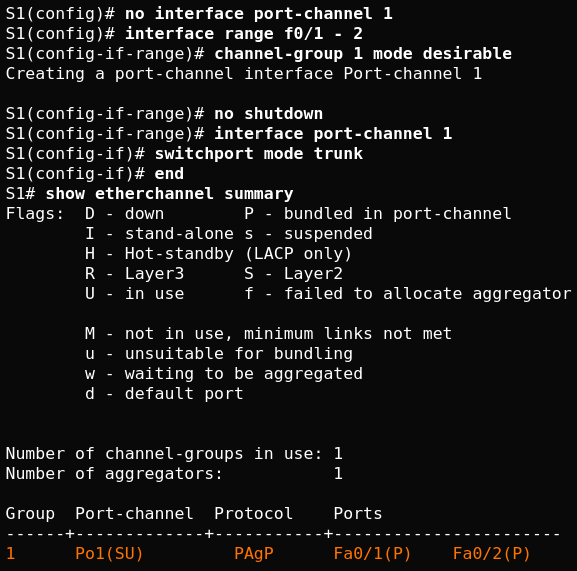 S1(config)# no interface port-channel 1
S1(config)# interface range f0/1 - 2
S1(config-if-range)# channel-group 1 mode desirable
Creating a port-channel interface Port-channel 1

S1(config-if-range)# no shutdown
S1(config-if-range)# interface port-channel 1
S1(config-if)# switchport mode trunk
S1(config-if)# end
S1# show etherchannel summary
Flags:  D - down        P - bundled in port-channel
        I - stand-alone s - suspended
        H - Hot-standby (LACP only)
        R - Layer3      S - Layer2
        U - in use      f - failed to allocate aggregator

        M - not in use, minimum links not met
        u - unsuitable for bundling
        w - waiting to be aggregated
        d - default port


Number of channel-groups in use: 1
Number of aggregators:           1

Group  Port-channel  Protocol    Ports
------+-------------+-----------+-----------------------
1      Po1(SU)         PAgP      Fa0/1(P)    Fa0/2(P)